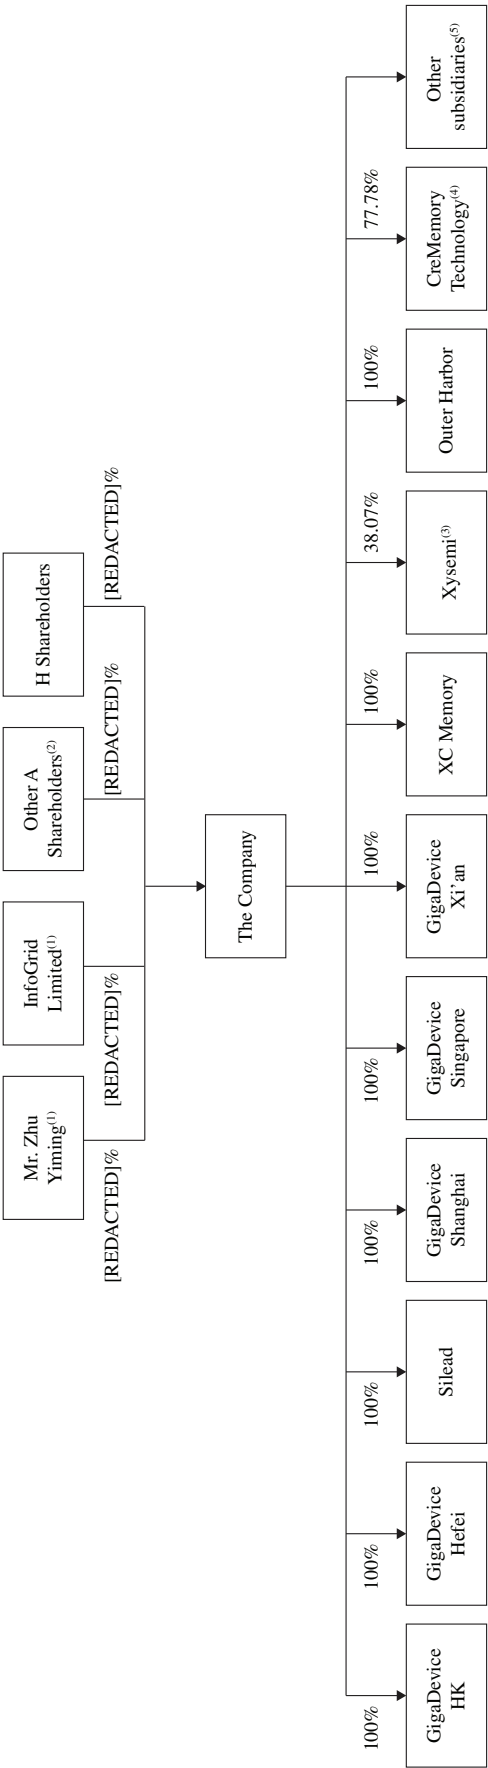 Mr. Zhu
Yiming(1)
InfoGrid
Limited(1)
Other A
Shareholders(2)
H Shareholders
[REDACTED]%
[REDACTED]%
[REDACTED]%
[REDACTED]%
The Company
100%
100%
100%
100%
100%
100%
100%
38.07%
100%
77.78%
GigaDevice
HK
GigaDevice
Hefei
Silead
GigaDevice
Shanghai
GigaDevice
Singapore
GigaDevice
Xi’an
XC Memory
Xysemi(3)
Outer Harbor
CreMemory
Technology(4)
Other
subsidiaries(5)